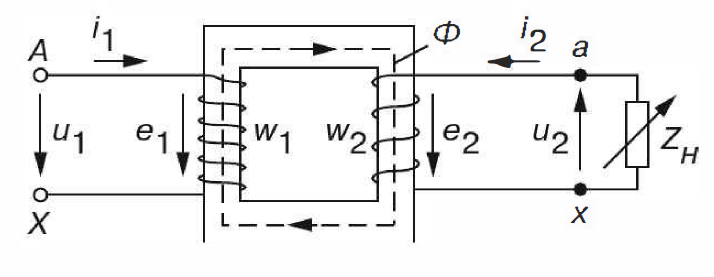 i1 Ф i2
A a
u1 e1 w1 w2 e2 u2 Zн
X x